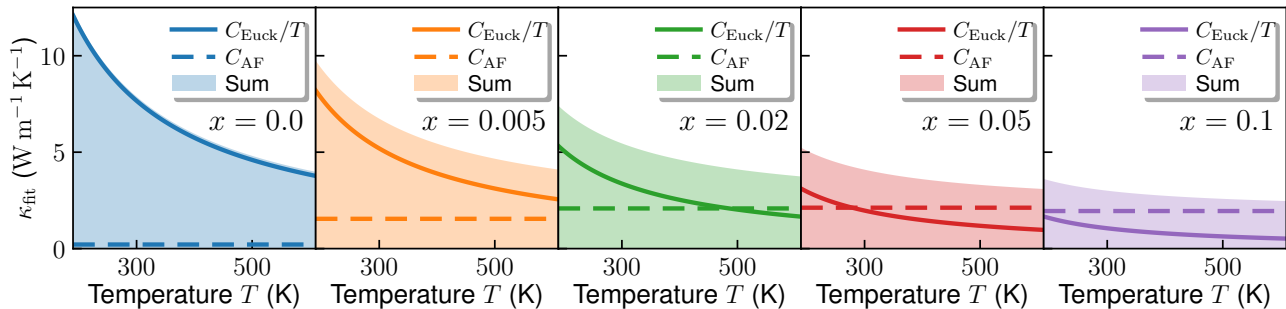 κ_fit (W m⁻¹ K⁻¹)
10
5
0
C_Euck/T
C_AF
Sum
x = 0.0
300
500
Temperature T (K)
C_Euck/T
C_AF
Sum
x = 0.005
300
500
Temperature T (K)
C_Euck/T
C_AF
Sum
x = 0.02
300
500
Temperature T (K)
C_Euck/T
C_AF
Sum
x = 0.05
300
500
Temperature T (K)
C_Euck/T
C_AF
Sum
x = 0.1
300
500
Temperature T (K)